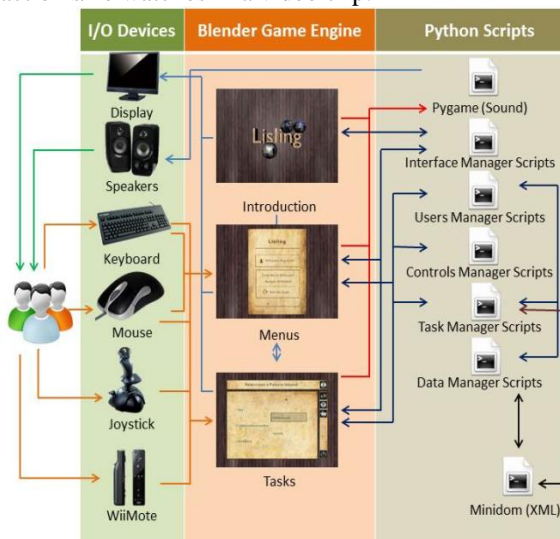 I/O Devices
Blender Game Engine
Python Scripts
Display
Speakers
Keyboard
Mouse
Joystick
WiiMote
Lisling
Introduction
Lisling
Menus
Tasks
Pygame (Sound)
Interface Manager Scripts
Users Manager Scripts
Controls Manager Scripts
Task Manager Scripts
Data Manager Scripts
Minidom (XML)